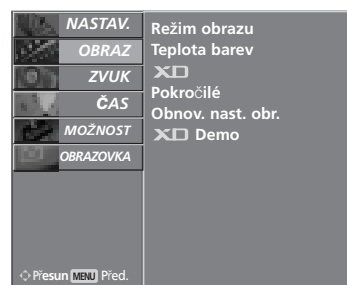 NASTAV.
OBRAZ
ZVUK
ČAS
MOŽNOST
OBRAZOVKA
Přesun MENU Před.
Režim obrazu
Teplota barev
XD
Pokročilé
Obnov. nast. obr.
XD Demo